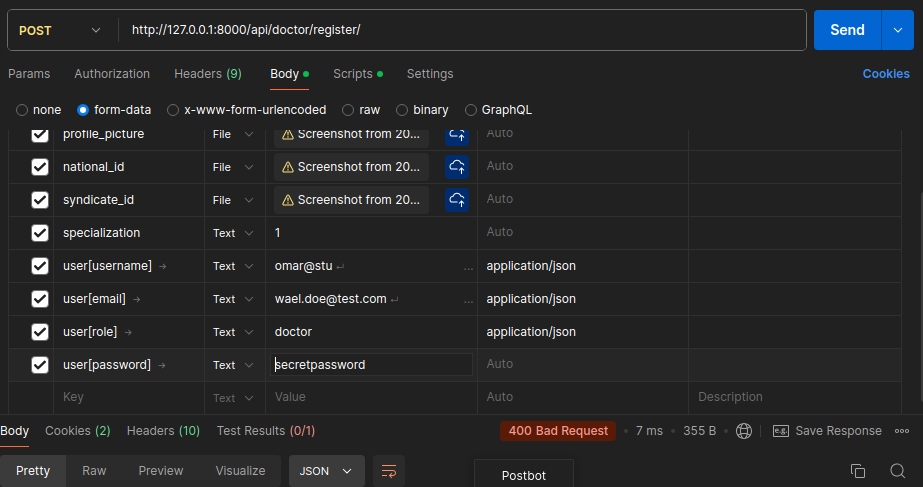 POST http://127.0.0.1:8000/api/doctor/register/ Send
Params Authorization Headers (9) Body Scripts Settings Cookies
none form-data x-www-form-urlencoded raw binary GraphQL
profile_picture File Screenshot from 20... Auto
national_id File Screenshot from 20... Auto
syndicate_id File Screenshot from 20... Auto
specialization Text 1 Auto
user[username] → Text omar@stu ↵ ... application/json
user[email] → Text wael.doe@test.com ↵ ... application/json
user[role] → Text doctor application/json
user[password] → Text secretpassword Auto
Key Text Value Auto Description
Body Cookies (2) Headers (10) Test Results (0/1) 400 Bad Request • 7 ms • 355 B e.g. Save Response ooo
Pretty Raw Preview Visualize JSON
Postbot